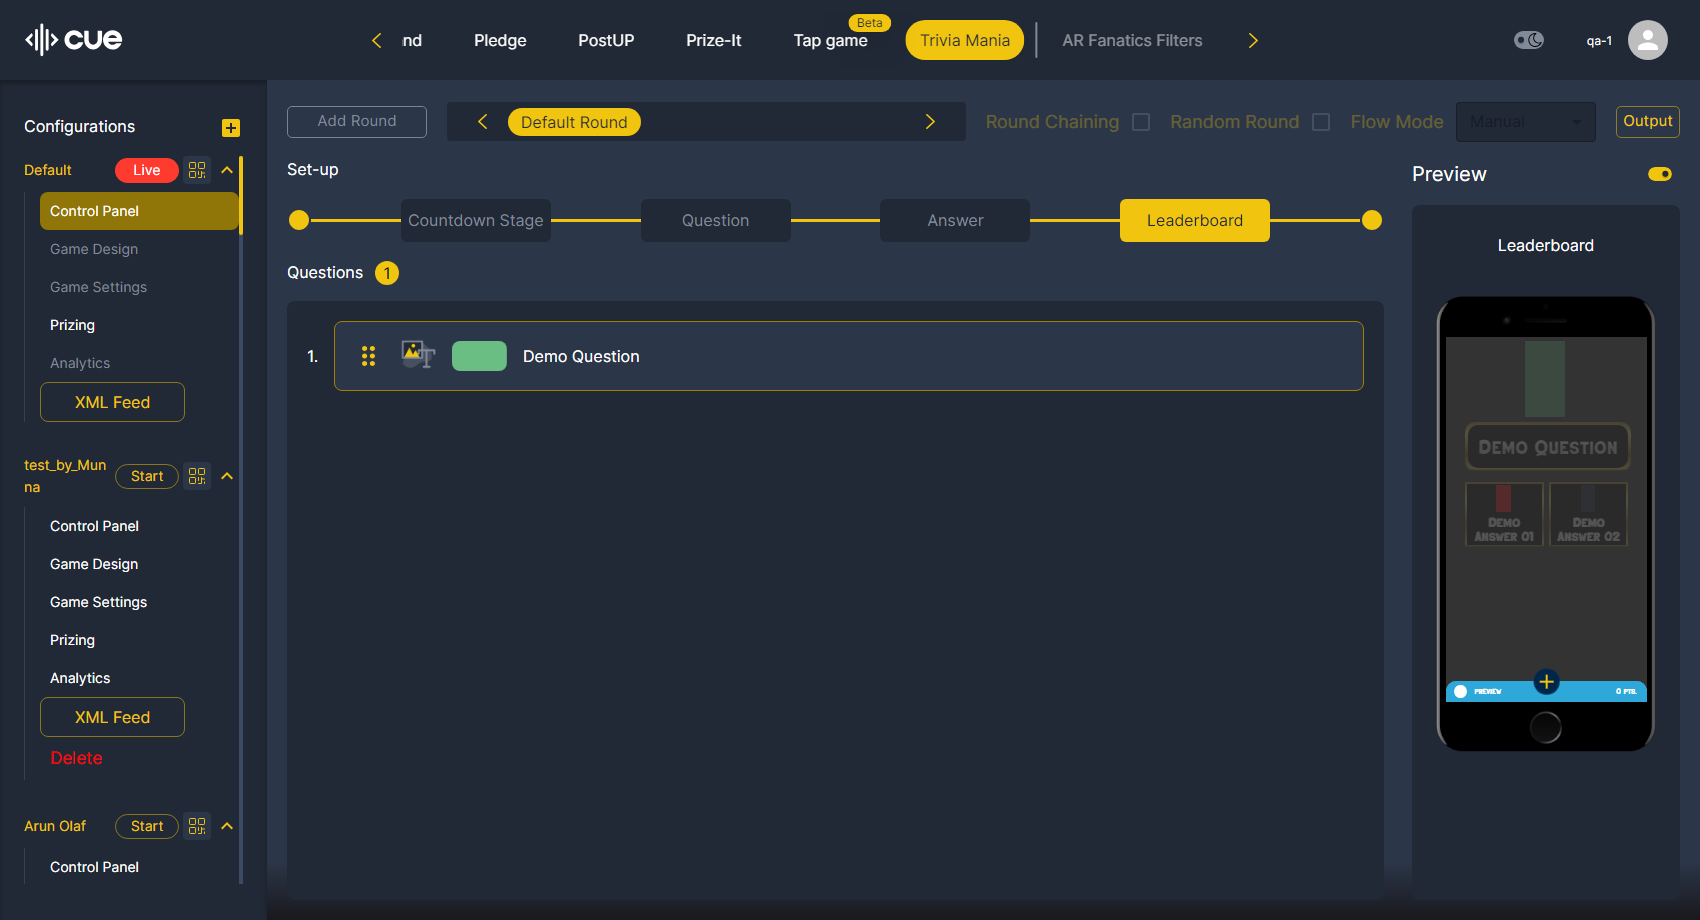 cue
nd
Pledge
PostUP
Prize-It
Beta
Tap game
Trivia Mania
AR Fanatics Filters
qa-1
Configurations
Default
Live
Control Panel
Game Design
Game Settings
Prizing
Analytics
XML Feed
test_by_Mun
na
Start
Control Panel
Game Design
Game Settings
Prizing
Analytics
XML Feed
Delete
Arun Olaf
Start
Control Panel
Add Round
Default Round
Round Chaining
Random Round
Flow Mode
Manual
Output
Set-up
Countdown Stage
Question
Answer
Leaderboard
Questions 1
1.
T
Demo Question
Preview
Leaderboard
DEMO QUESTION
DEMO
ANSWER 01
DEMO
ANSWER 02
PREVIEW
0 PTS.